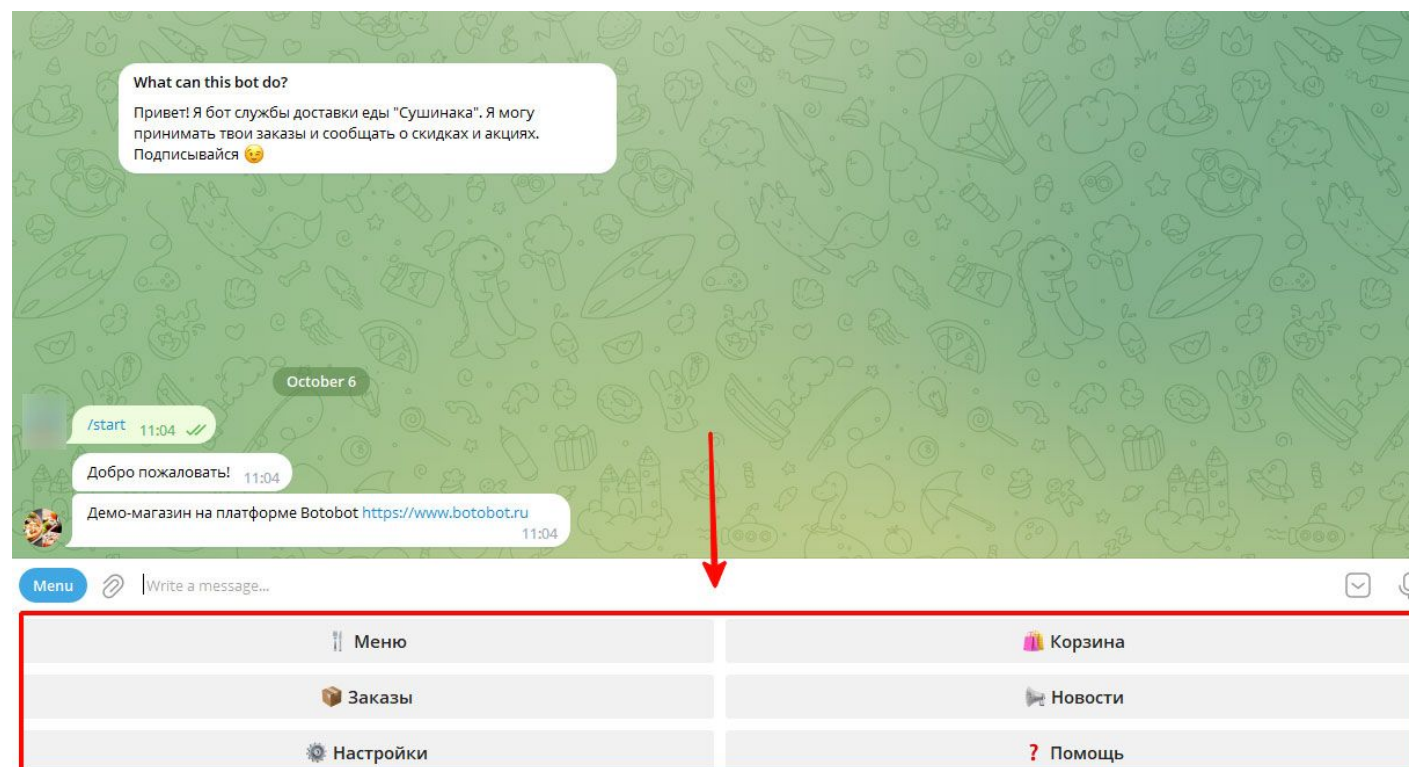 What can this bot do?
Привет! Я бот службы доставки еды "Сушинака". Я могу
принимать твои заказы и сообщать о скидках и акциях.
Подписывайся 😉
October 6
/start 11:04
Добро пожаловать! 11:04
Демо-магазин на платформе Botobot https://www.botobot.ru
11:04
Menu Write a message...
Меню Корзина
Заказы Новости
Настройки Помощь